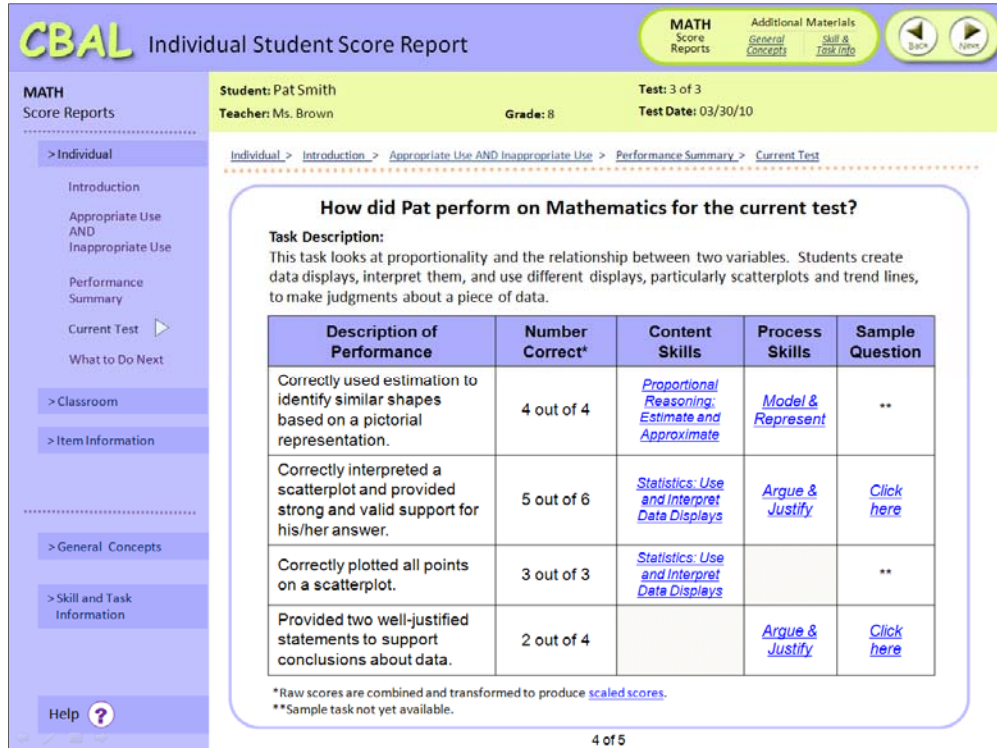 CBAL Individual Student Score Report
MATH
Score
Reports
Additional Materials
General
Concepts
Skill &
Task Info
Back
Next
MATH
Score Reports
>Individual
Introduction
Appropriate Use
AND
Inappropriate Use
Performance
Summary
Current Test
What to Do Next
>Classroom
>Item Information
>General Concepts
>Skill and Task
Information
Help ?
Student: Pat Smith
Test: 3 of 3
Teacher: Ms. Brown
Grade: 8
Test Date: 03/30/10
Individual > Introduction > Appropriate Use AND Inappropriate Use > Performance Summary > Current Test
How did Pat perform on Mathematics for the current test?
Task Description:
This task looks at proportionality and the relationship between two variables. Students create
data displays, interpret them, and use different displays, particularly scatterplots and trend lines,
to make judgments about a piece of data.
Description of
Performance
Number
Correct*
Content
Skills
Process
Skills
Sample
Question
Correctly used estimation to
identify similar shapes
based on a pictorial
representation.
4 out of 4
Proportional
Reasoning:
Estimate and
Approximate
Model &
Represent
**
Correctly interpreted a
scatterplot and provided
strong and valid support for
his/her answer.
5 out of 6
Statistics: Use
and Interpret
Data Displays
Argue &
Justify
Click
here
Correctly plotted all points
on a scatterplot.
3 out of 3
Statistics: Use
and Interpret
Data Displays
**
Provided two well-justified
statements to support
conclusions about data.
2 out of 4
Argue &
Justify
Click
here
*Raw scores are combined and transformed to produce scaled scores.
**Sample task not yet available.
4 of 5